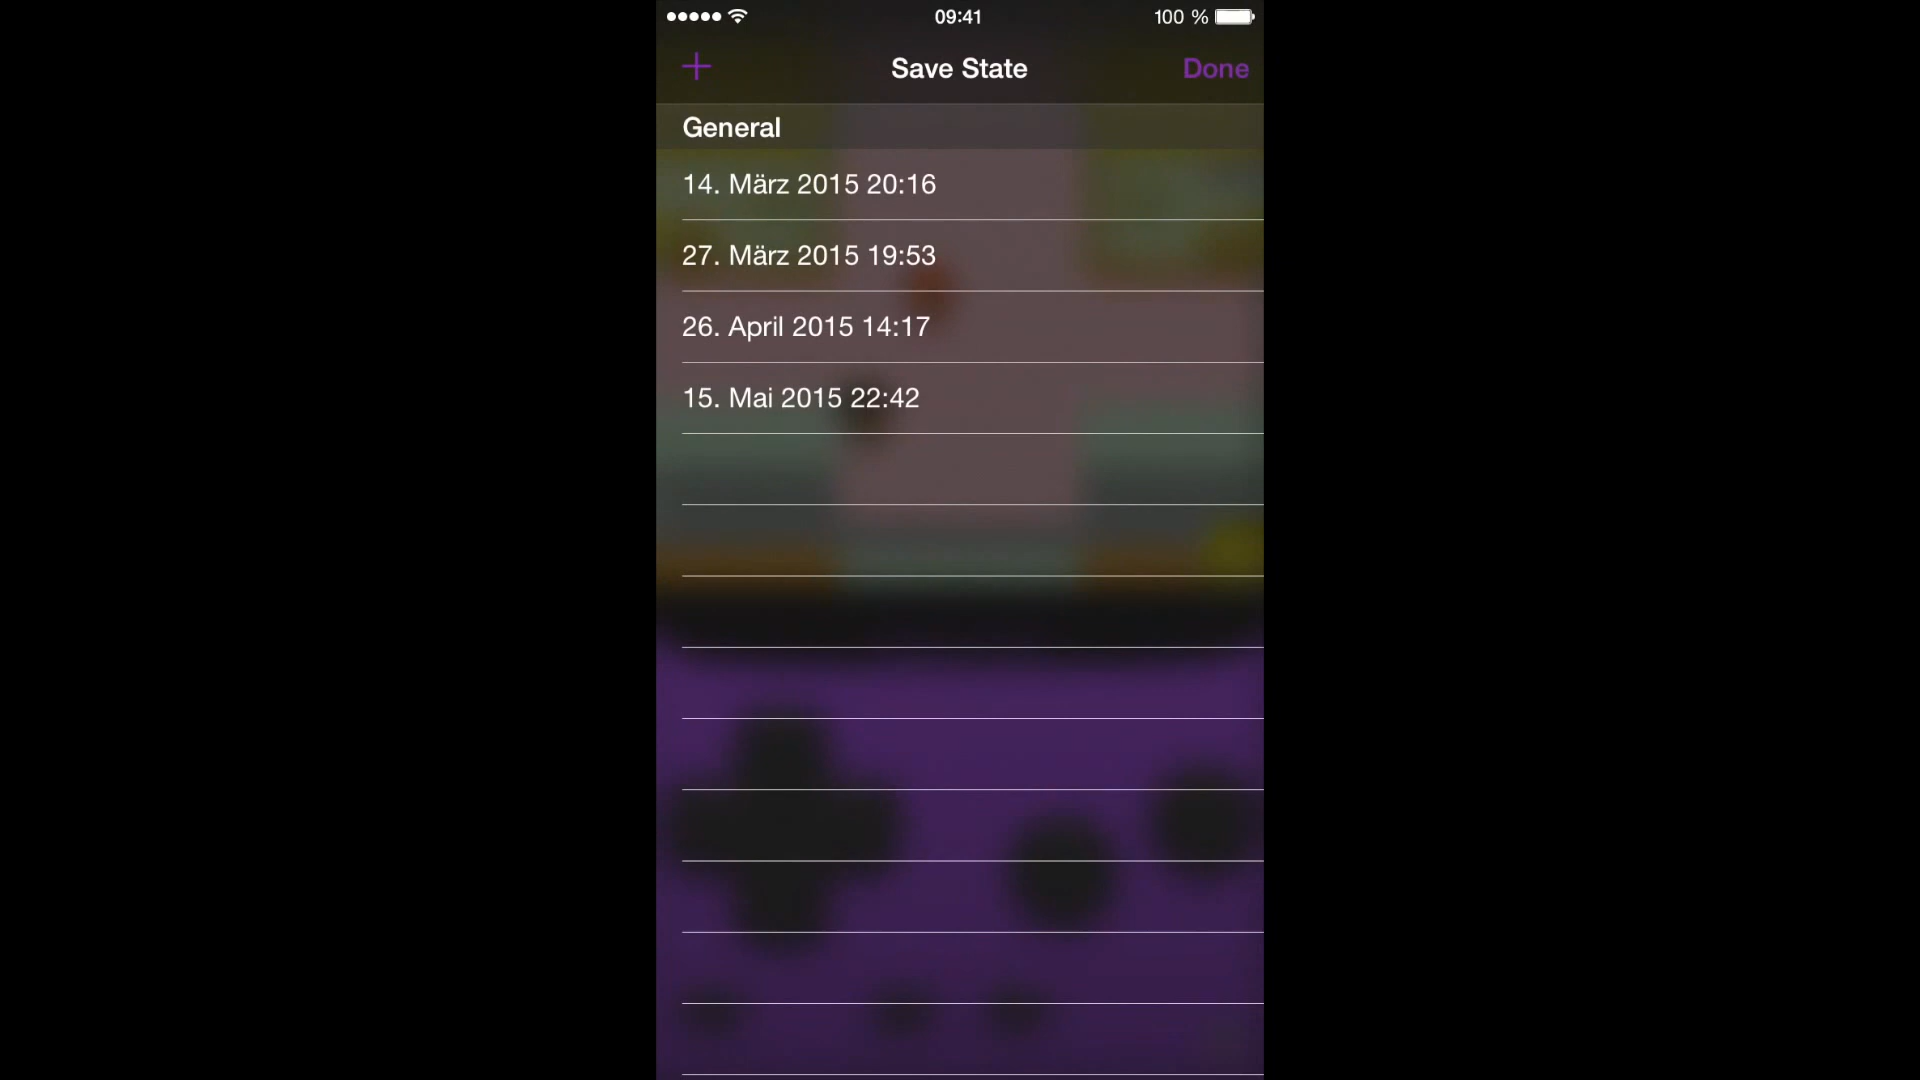 09:41 100 %
+ Save State Done
General
14. März 2015 20:16
27. März 2015 19:53
26. April 2015 14:17
15. Mai 2015 22:42